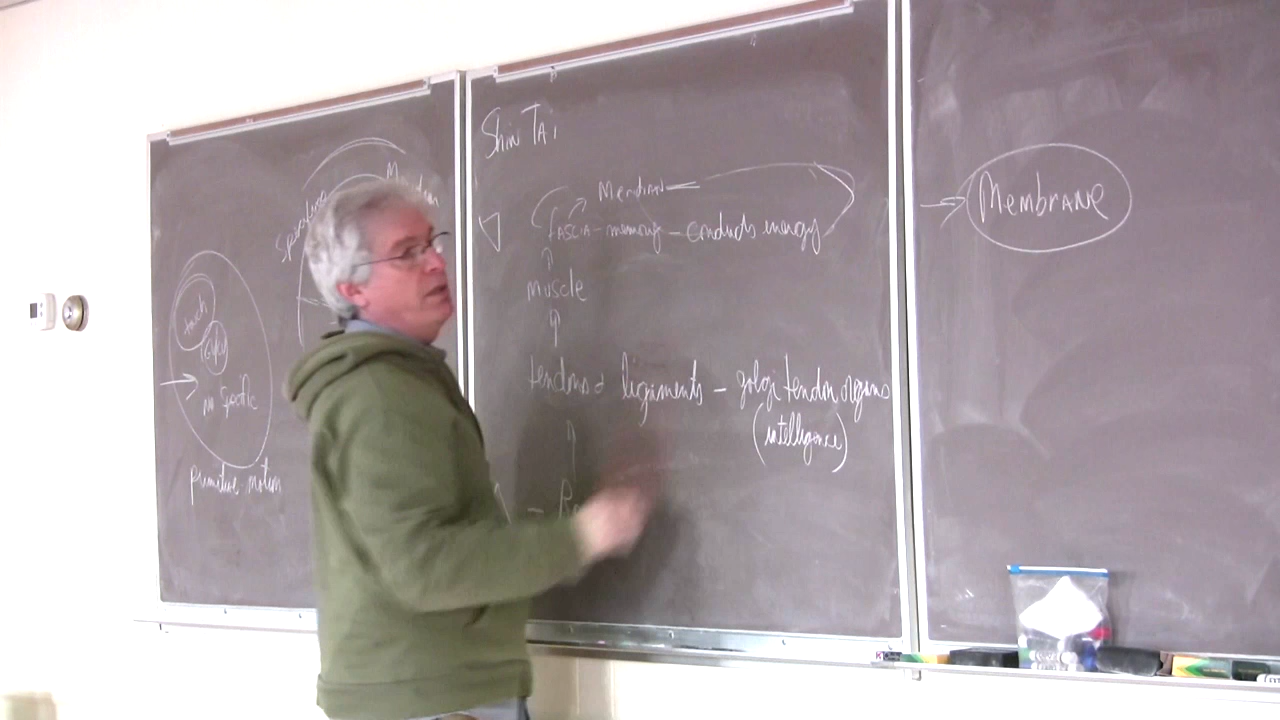 touch
no specific
primitive motion
Shin TAi
Meridian
FASCIA - memory - conducts energy
muscle
tendons & ligaments - golgi tendon organs
(intelligence)
MembRANe